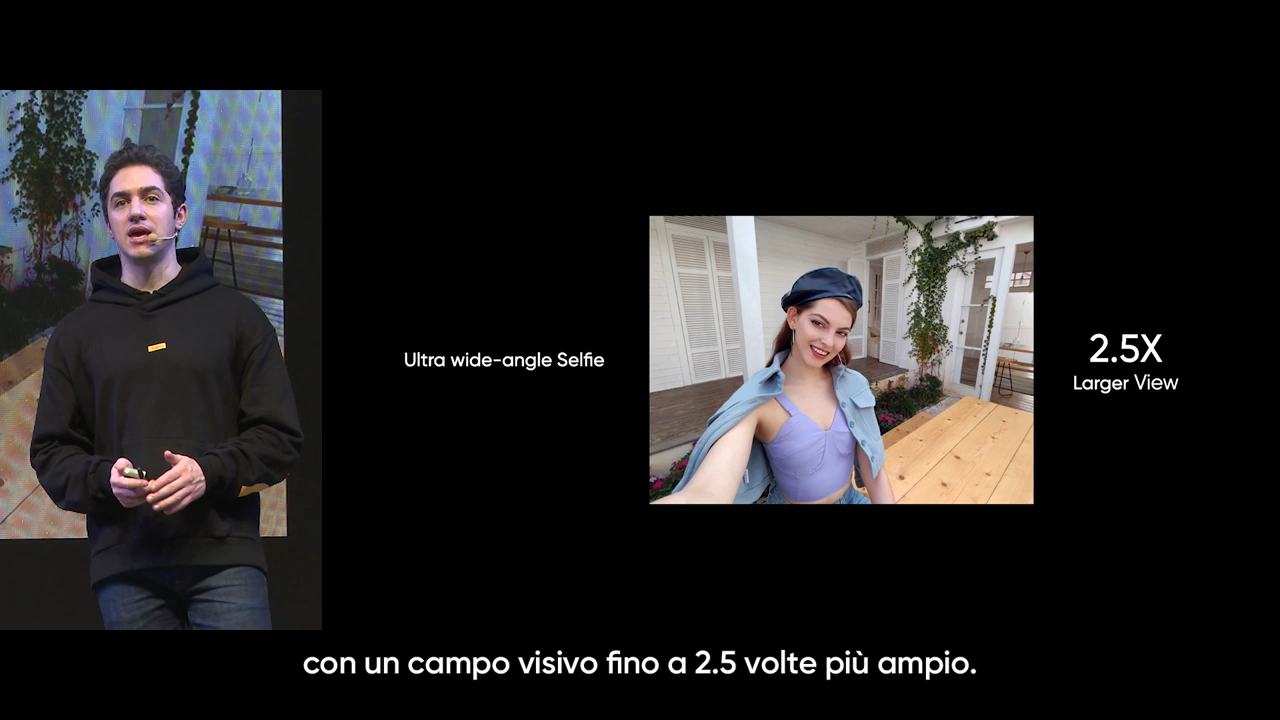 Ultra wide-angle Selfie
2.5X
Larger View
con un campo visivo fino a 2.5 volte più ampio.